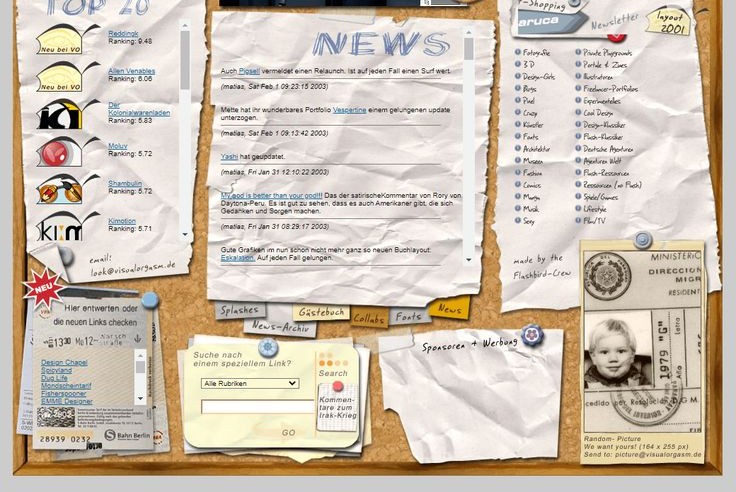 TOP 20
Neu bei VO
Reddingk
Ranking: 9.48
Neu bei VO
Allen Venables
Ranking: 6.06
Der
Kolonialwarenladen
Ranking: 5.83
Moluv
Ranking: 5.72
Shambulin
Ranking: 5.72
Kimotion
Ranking: 5.71
email:
look@visualorgasm.de
NEWS
Auch Pigsell vermeldet einen Relaunch. Ist auf jeden Fall einen Surf wert.
(matias, Sat Feb 1 09:23:15 2003)
Mette hat ihr wunderbares Portfolio Vespertine einem gelungenen update
unterzogen.
(matias, Sat Feb 1 09:13:42 2003)
Yashi hat geupdatet.
(matias, Fri Jan 31 12:10:22 2003)
My god is better than your god!!! Das der satirischeKommentar von Rory von
Daytona-Peru. Es ist gut zu sehen, dass es auch Amerikaner gibt, die sich
Gedanken und Sorgen machen.
(matias, Fri Jan 31 08:29:17 2003)
Gute Grafiken im nun schon nicht mehr ganz so neuen Buchlayout:
Eskalation. Auf jeden Fall gelungen.
T-Shopping
aruca
Newsletter
layout
2001
Fotografie
3-D
Design-Girls
Blogs
Pixel
Crazy
Künstler
Fonts
Architektur
Museen
Fashion
Comics
Manga
Musik
Sexy
Private Playgrounds
Portale & Zines
Illustratoren
Freelancer-Portfolios
Experimentelles
Cool Design
Design-Klassiker
Flash-Klassiker
Deutsche Agenturen
Agenturen Welt
Flash-Ressourcen
Ressourcen (no Flash)
Spiele/Games
Lifestyle
Film/TV
made by the
Flashbird-Crew
Splashes
Gästebuch
News-Archiv
Collabs
Fonts
News
NEU
Hier entwerten oder
die neuen Links checken
Design Chapel
Spicyland
Dug Life
Mondscheintarif
Fisherspooner
EMME Designer
28939 0232
S Bahn Berlin
Suche nach
einem speziellem Link?
Alle Rubriken
Search
Kommen-
tare zum
Irak-Krieg
GO
Sponsoren + Werbung
MINISTERIO
DIRECCION
MIGR
RESIDENT
1979 "G"
Random- Picture
We want yours! (164 x 255 px)
Send to: picture@visualorgasm.de